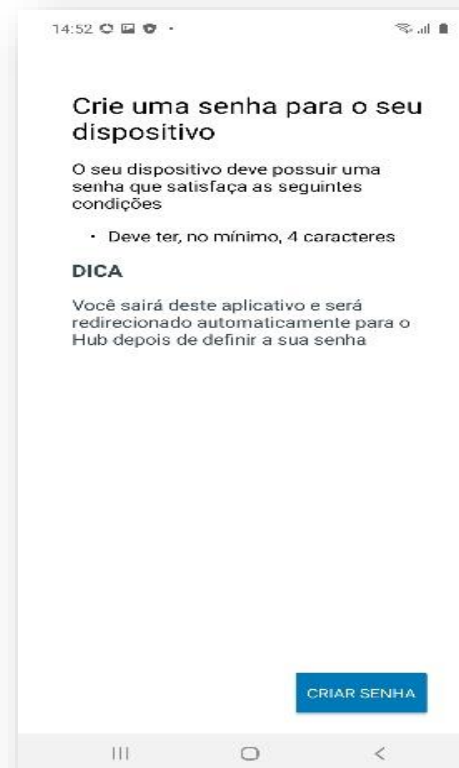 14:52
Crie uma senha para o seu
dispositivo
O seu dispositivo deve possuir uma
senha que satisfaça as seguintes
condições
• Deve ter, no mínimo, 4 caracteres
DICA
Você sairá deste aplicativo e será
redirecionado automaticamente para o
Hub depois de definir a sua senha
CRIAR SENHA